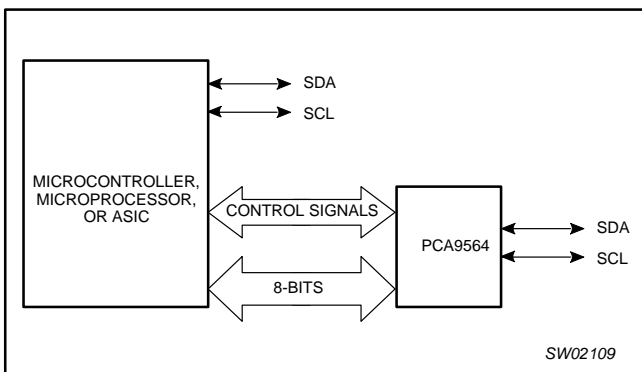 SDA
SCL
MICROCONTROLLER,
MICROPROCESSOR,
OR ASIC
CONTROL SIGNALS
8-BITS
PCA9564
SDA
SCL
SW02109